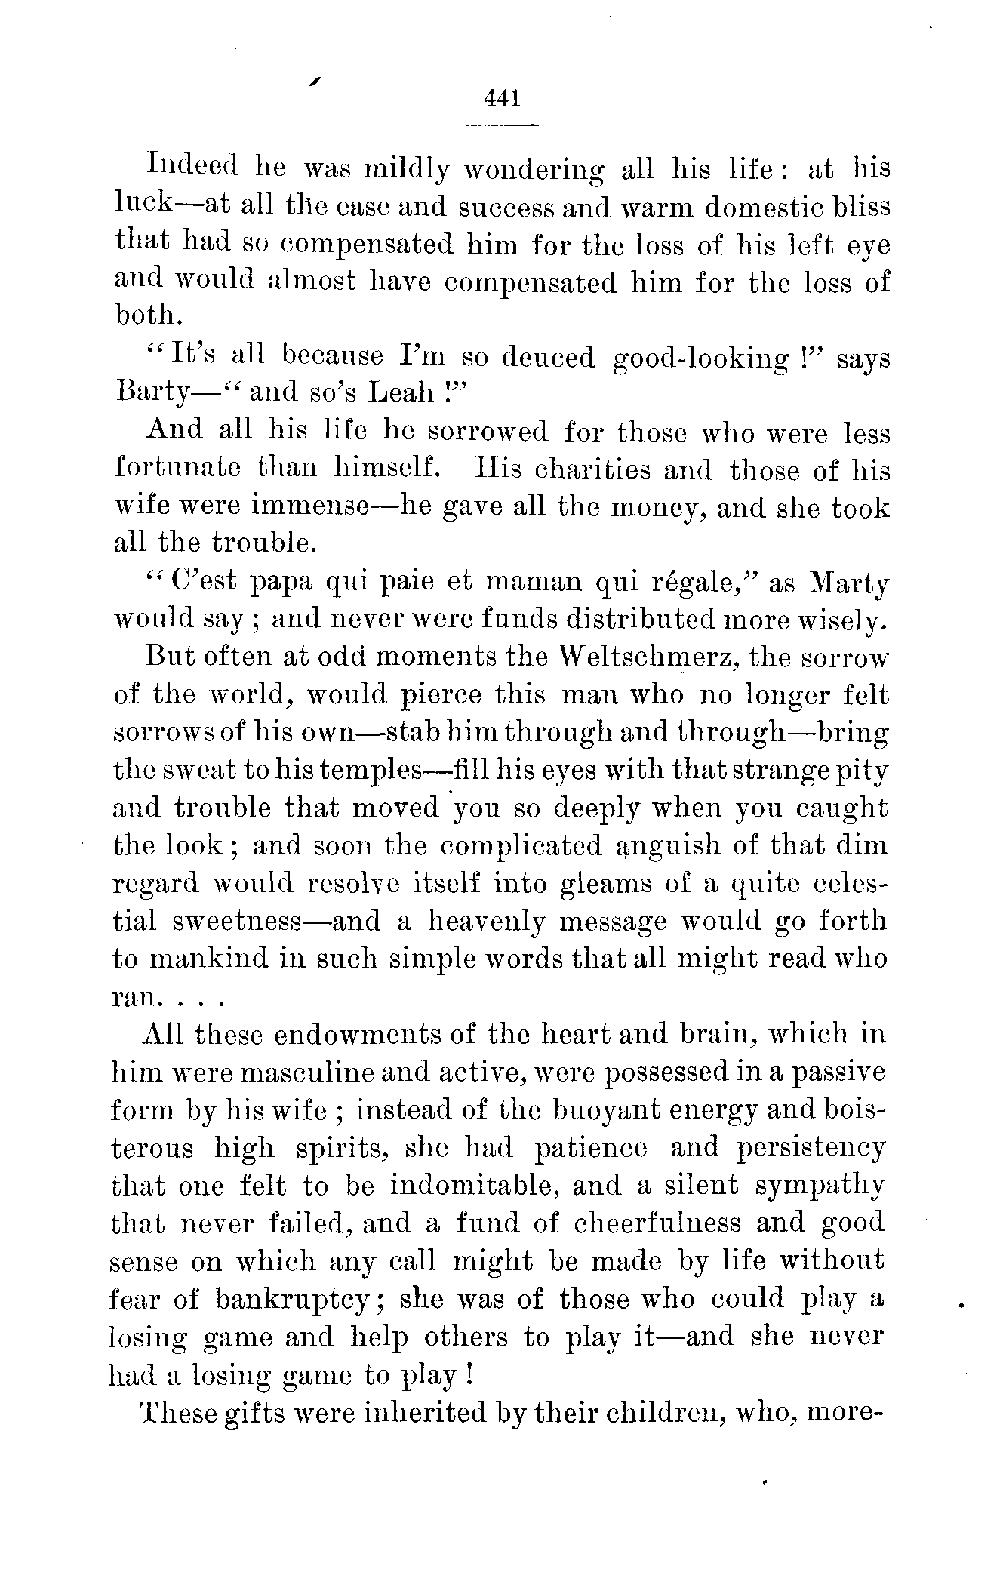 441
Indeed he was mildly wondering all his life : at his
luck—at all the ease and success and warm domestic bliss
that had so compensated him for the loss of his left eye
and would almost have compensated him for the loss of
both.
“It’s all because I’m so deuced good-looking !” says
Barty—“ and so’s Leah !”
And all his life he sorrowed for those who were less
fortunate than himself. His charities and those of his
wife were immense—he gave all the money, and she took
all the trouble.
“ C’est papa qui paie et maman qui régale,” as Marty
would say ; and never were funds distributed more wisely.
But often at odd moments the Weltschmerz, the sorrow
of the world, would pierce this man who no longer felt
sorrows of his own—stab him through and through—bring
the sweat to his temples—fill his eyes with that strange pity
and trouble that moved you so deeply when you caught
the look ; and soon the complicated anguish of that dim
regard would resolve itself into gleams of a quite celes-
tial sweetness—and a heavenly message would go forth
to mankind in such simple words that all might read who
ran. . . .
All these endowments of the heart and brain, which in
him were masculine and active, were possessed in a passive
form by his wife ; instead of the buoyant energy and bois-
terous high spirits, she had patience and persistency
that one felt to be indomitable, and a silent sympathy
that never failed, and a fund of cheerfulness and good
sense on which any call might be made by life without
fear of bankruptcy ; she was of those who could play a
losing game and help others to play it—and she never
had a losing game to play !
These gifts were inherited by their children, who, more-